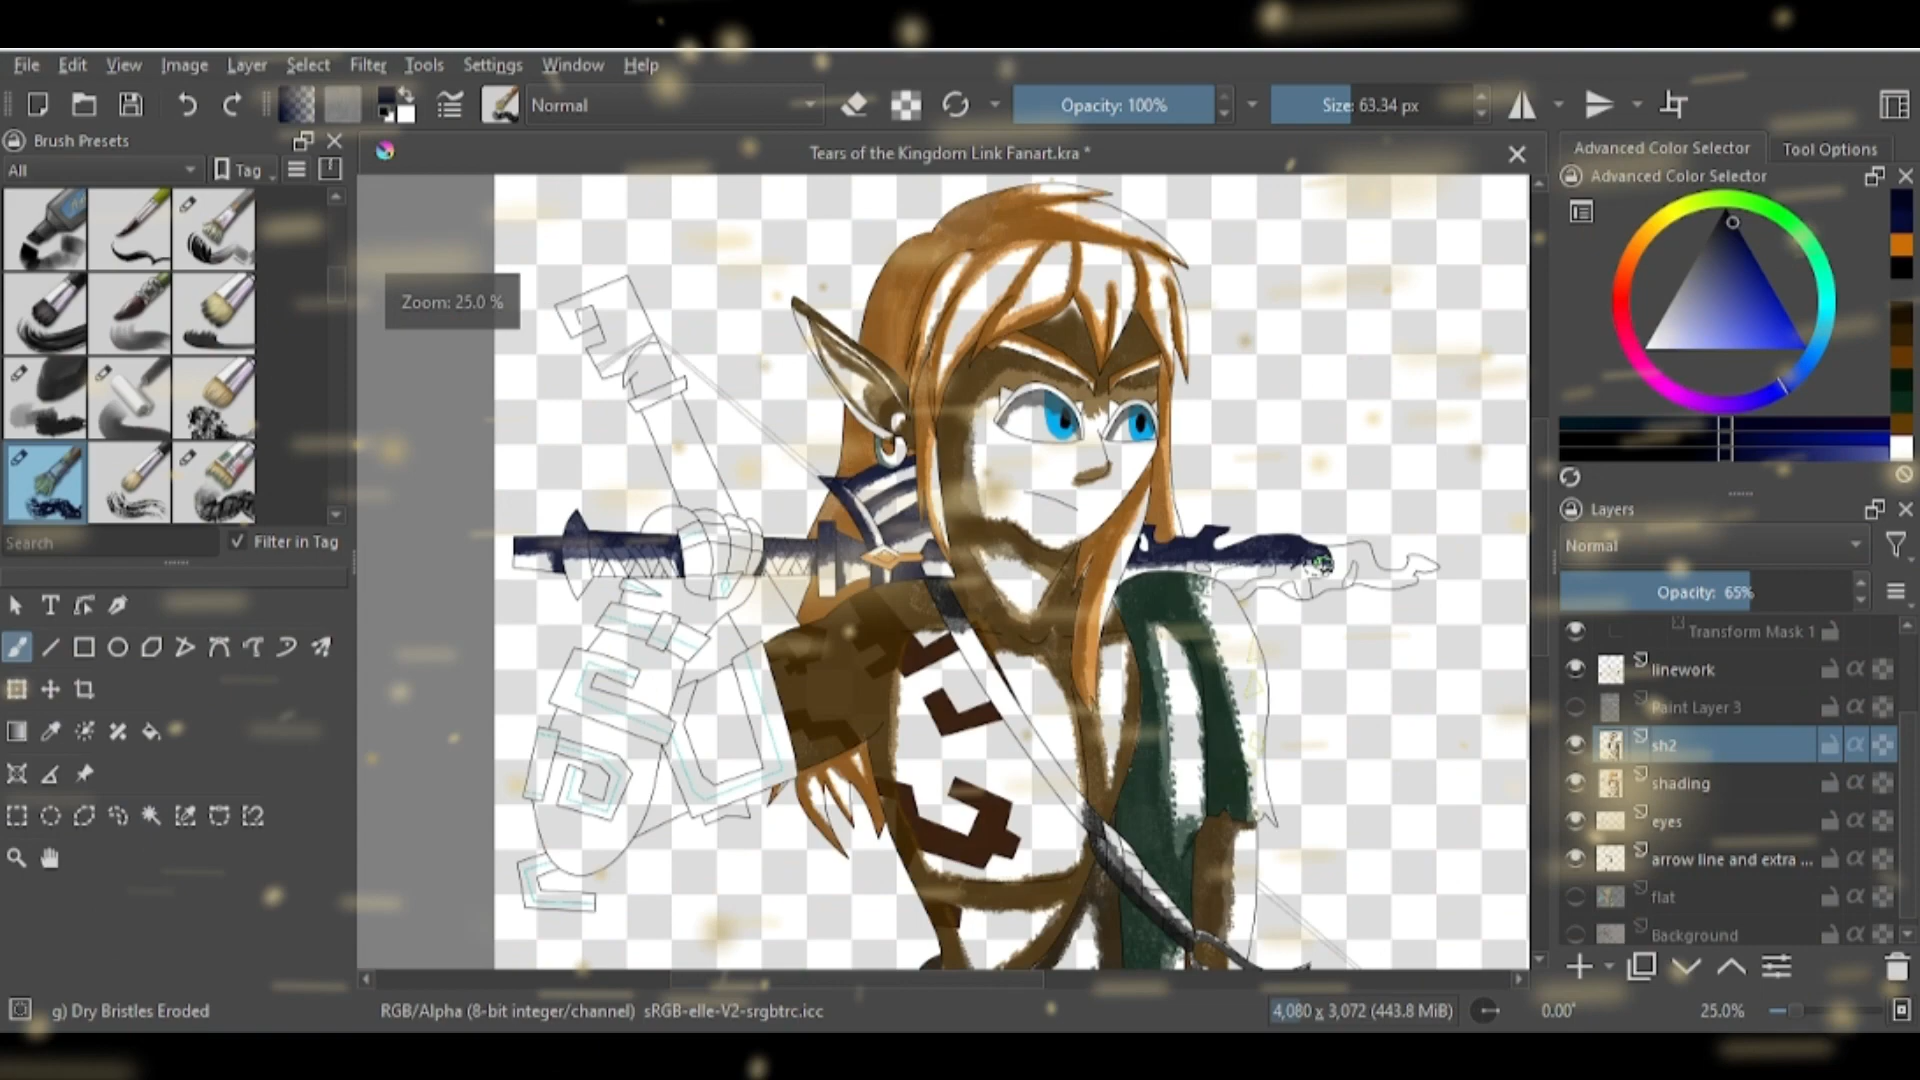 File Edit View Image Layer Select Filter Tools Settings Window Help
Normal Opacity: 100% Size: 63.34 px
Brush Presets
All Tag
Search Filter in Tag
Tears of the Kingdom Link Fanart.kra *
Zoom: 25.0 %
Advanced Color Selector Tool Options
Advanced Color Selector
Layers
Normal
Opacity: 65%
Transform Mask 1
linework
Paint Layer 3
sh2
shading
eyes
arrow line and extra ...
flat
Background
g) Dry Bristles Eroded RGB/Alpha (8-bit integer/channel) sRGB-elle-V2-srgbtrc.icc 4,080 x 3,072 (443.8 MiB) 0.00° 25.0%